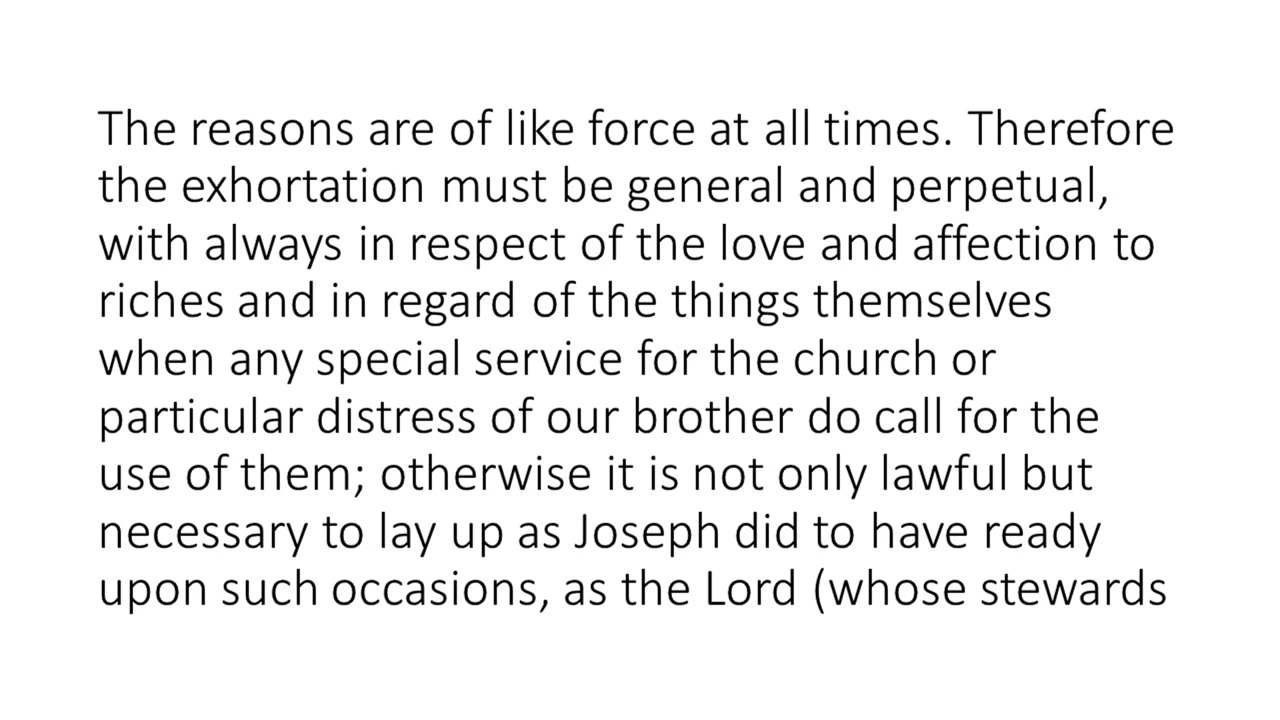 The reasons are of like force at all times. Therefore
the exhortation must be general and perpetual,
with always in respect of the love and affection to
riches and in regard of the things themselves
when any special service for the church or
particular distress of our brother do call for the
use of them; otherwise it is not only lawful but
necessary to lay up as Joseph did to have ready
upon such occasions, as the Lord (whose stewards